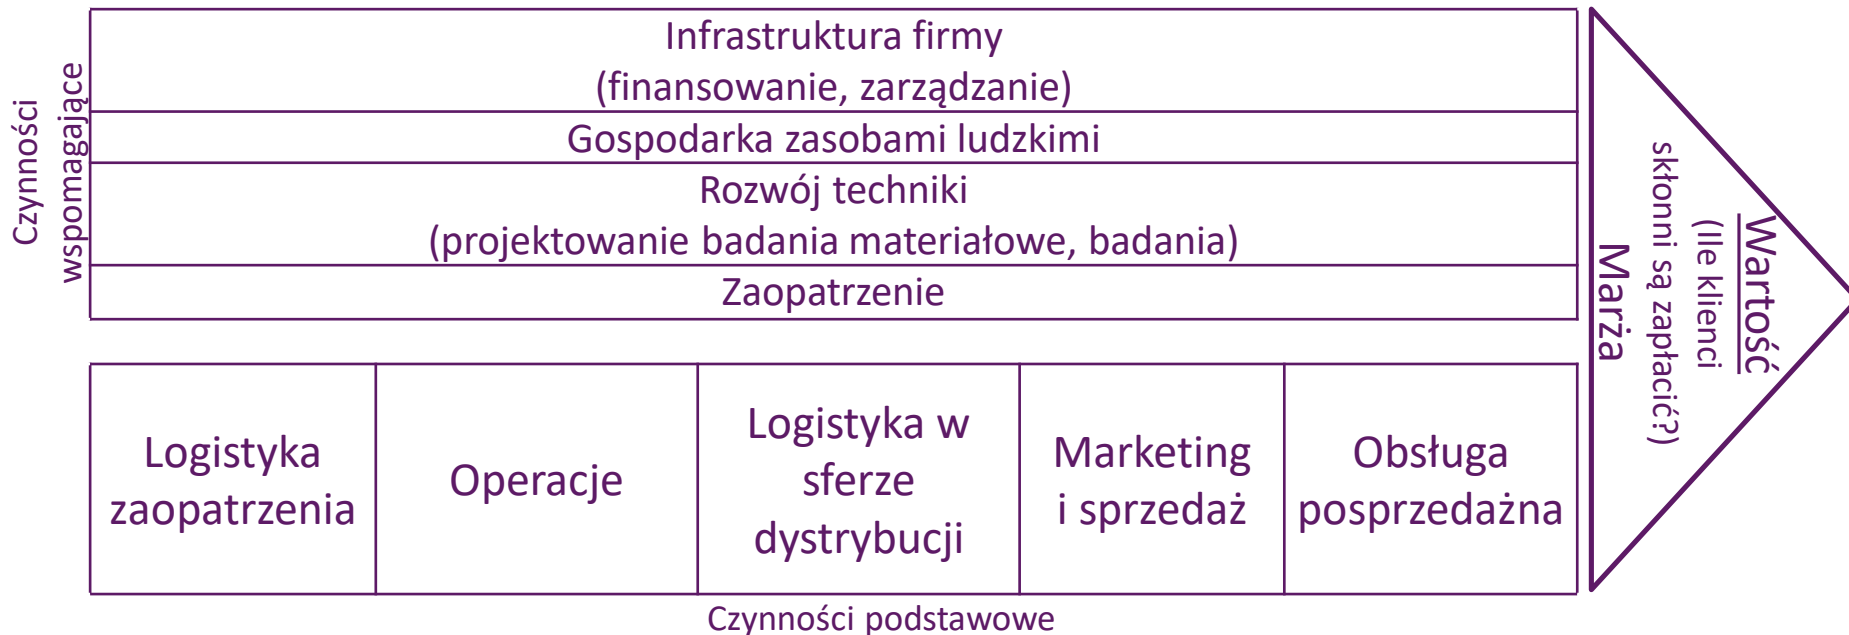 Czynności
wspomagające
Infrastruktura firmy
(finansowanie, zarządzanie)
Gospodarka zasobami ludzkimi
Rozwój techniki
(projektowanie badania materiałowe, badania)
Zaopatrzenie
Logistyka
zaopatrzenia
Operacje
Logistyka w
sferze
dystrybucji
Marketing
i sprzedaż
Obsługa
posprzedażna
Czynności podstawowe
Wartość
(Ile klienci
skłonni są zapłacić?)
Marża